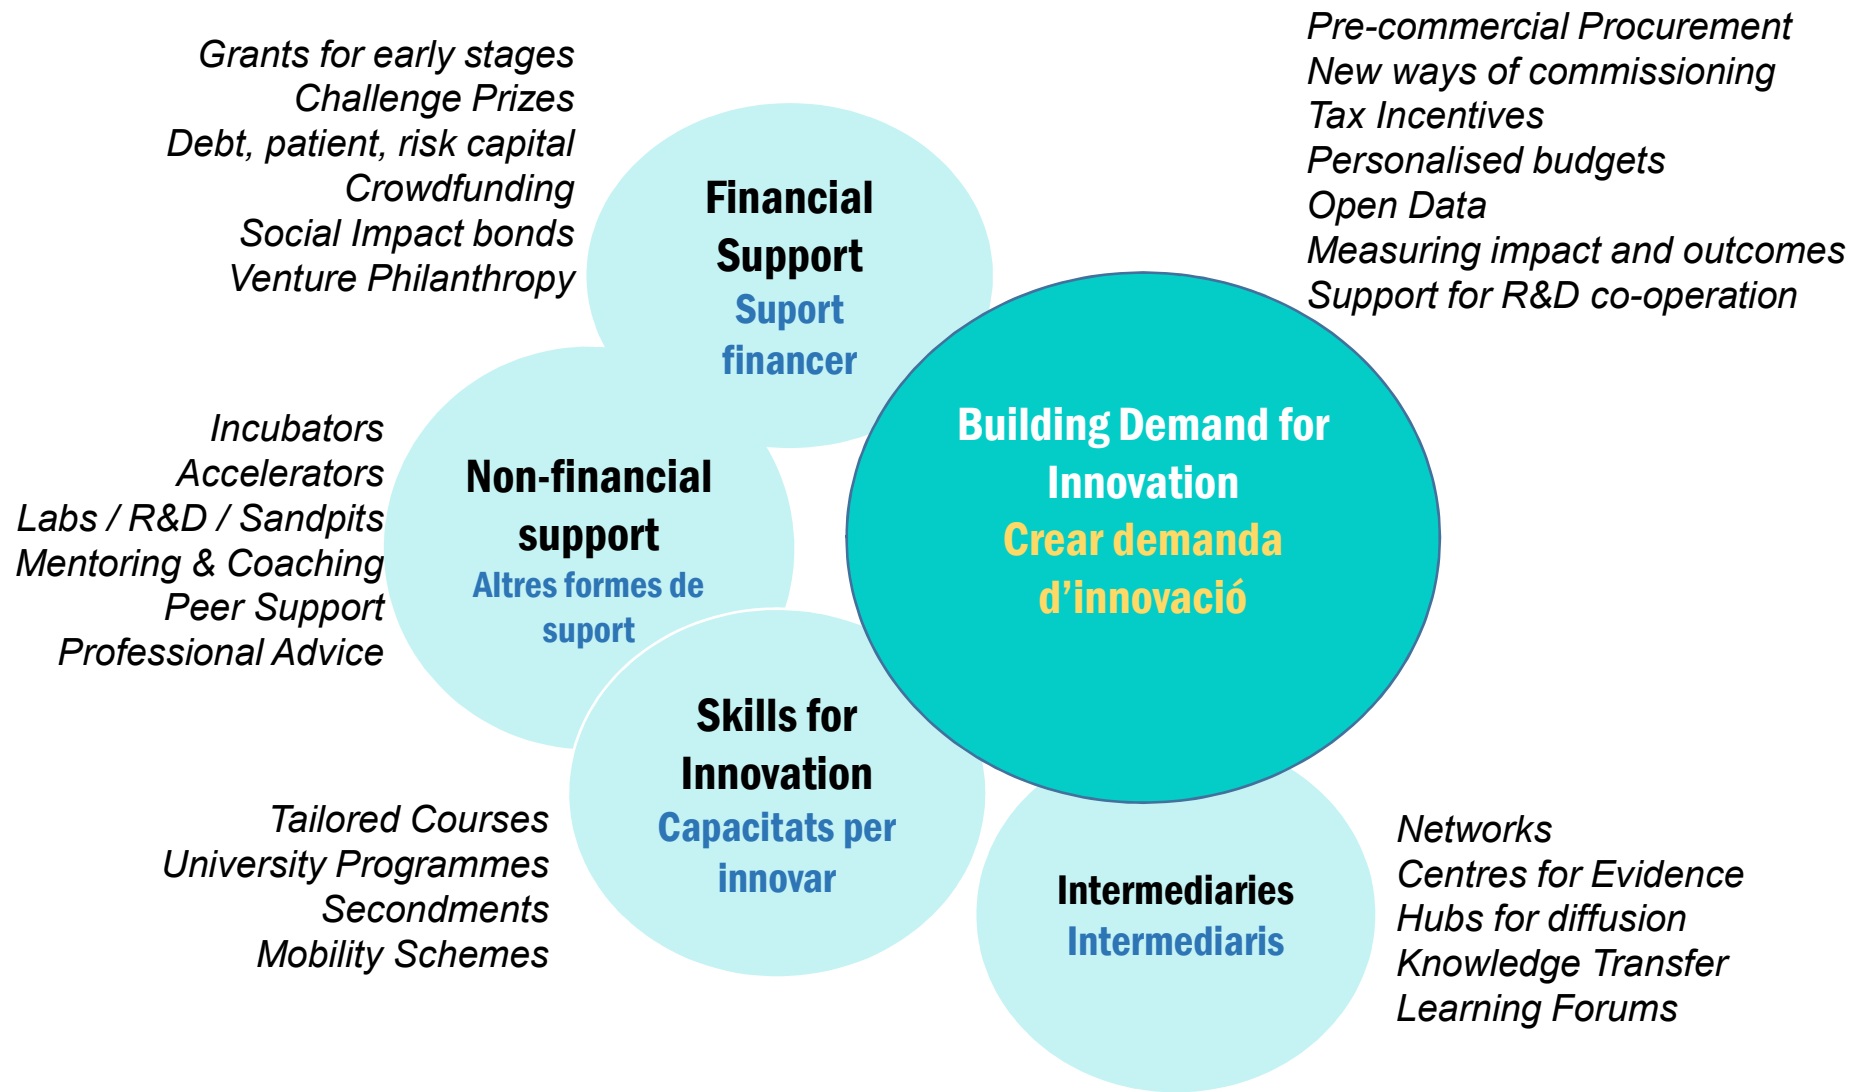 Grants for early stages
Challenge Prizes
Debt, patient, risk capital
Crowdfunding
Social Impact bonds
Venture Philanthropy
Financial
Support
Suport
financer
Pre-commercial Procurement
New ways of commissioning
Tax Incentives
Personalised budgets
Open Data
Measuring impact and outcomes
Support for R&D co-operation
Building Demand for
Innovation
Crear demanda
d’innovació
Incubators
Accelerators
Labs / R&D / Sandpits
Mentoring & Coaching
Peer Support
Professional Advice
Non-financial
support
Altres formes de
suport
Skills for
Innovation
Capacitats per
innovar
Tailored Courses
University Programmes
Secondments
Mobility Schemes
Intermediaries
Intermediaris
Networks
Centres for Evidence
Hubs for diffusion
Knowledge Transfer
Learning Forums